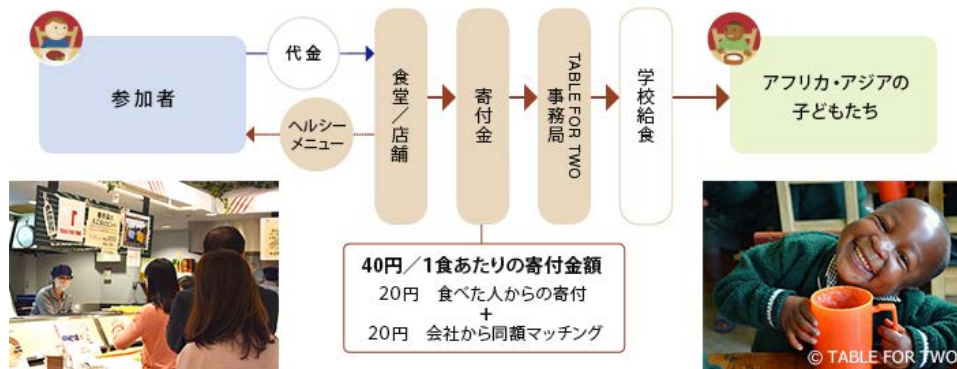 参加者
代金
ヘルシー
メニュー
食堂／店舗
寄付金
TABLE FOR TWO
事務局
学校給食
アフリカ・アジアの
子どもたち
40円／1食あたりの寄付金額
20円 食べた人からの寄付
+
20円 会社から同額マッチング
© TABLE FOR TWO